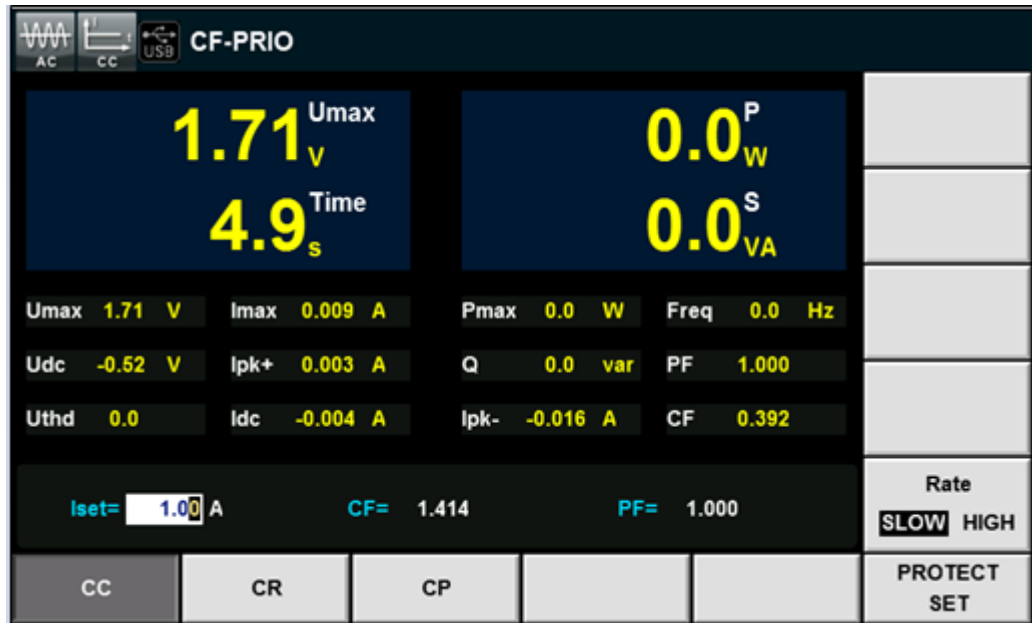 AC CC USB CF-PRIO
1.71 Umax V
4.9 Time s
0.0 P W
0.0 S VA
Umax 1.71 V Imax 0.009 A Pmax 0.0 W Freq 0.0 Hz
Udc -0.52 V Ipk+ 0.003 A Q 0.0 var PF 1.000
Uthd 0.0 Idc -0.004 A Ipk- -0.016 A CF 0.392
Iset= 1.00 A CF= 1.414 PF= 1.000
Rate
SLOW HIGH
CC CR CP
PROTECT
SET